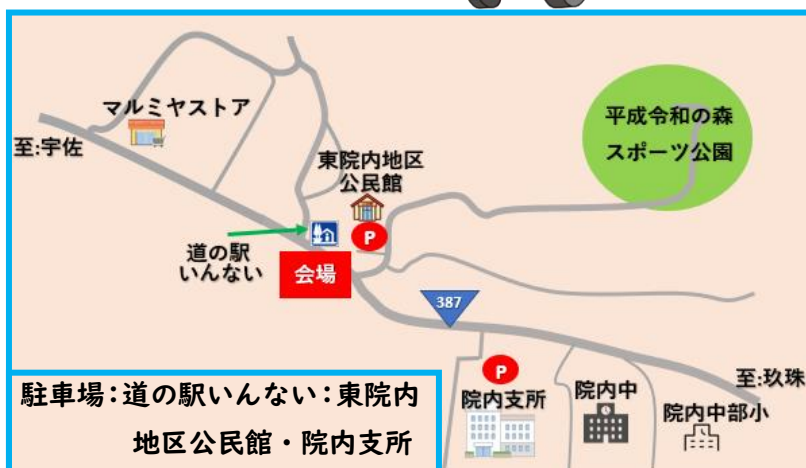 マルミヤストア
至:宇佐
平成令和の森
スポーツ公園
東院内地区
公民館
P
道の駅
いんない
会場
387
P
至:玖珠
院内支所
院内中
院内中部小
駐車場:道の駅いんない:東院内
地区公民館・院内支所